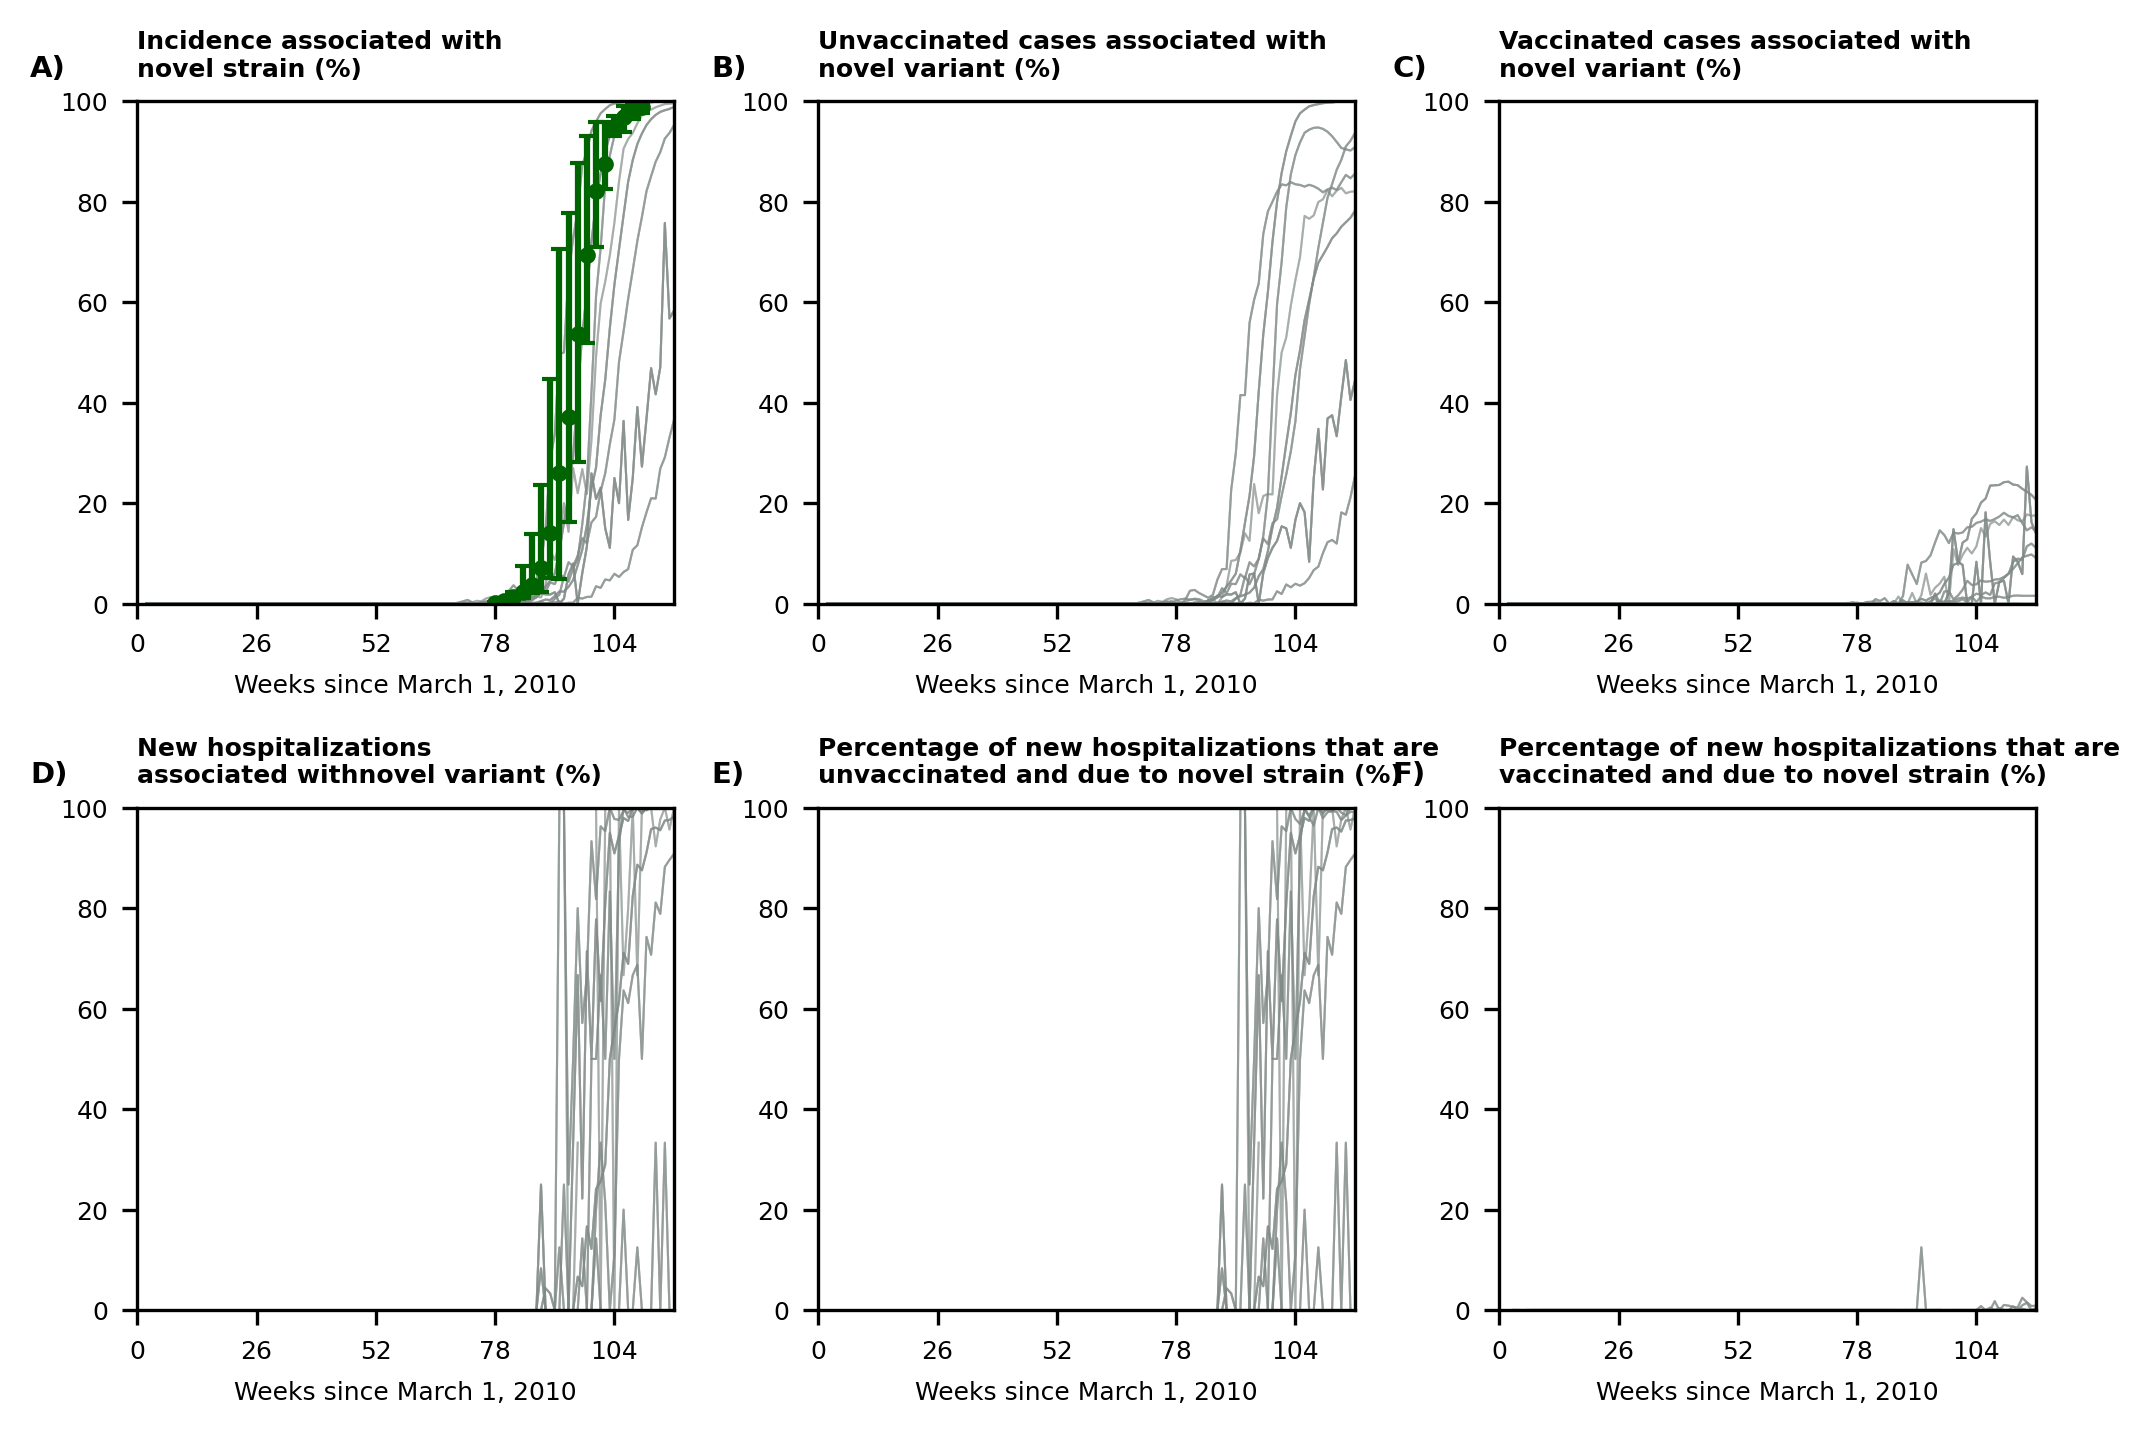 A)
Incidence associated with
novel strain (%)
100
80
60
40
20
0
0 26 52 78 104
Weeks since March 1, 2010
B)
Unvaccinated cases associated with
novel variant (%)
100
80
60
40
20
0
0 26 52 78 104
Weeks since March 1, 2010
C)
Vaccinated cases associated with
novel variant (%)
100
80
60
40
20
0
0 26 52 78 104
Weeks since March 1, 2010
D)
New hospitalizations
associated withnovel variant (%)
100
80
60
40
20
0
0 26 52 78 104
Weeks since March 1, 2010
E)
Percentage of new hospitalizations that are
unvaccinated and due to novel strain (%)
100
80
60
40
20
0
0 26 52 78 104
Weeks since March 1, 2010
F)
Percentage of new hospitalizations that are
vaccinated and due to novel strain (%)
100
80
60
40
20
0
0 26 52 78 104
Weeks since March 1, 2010